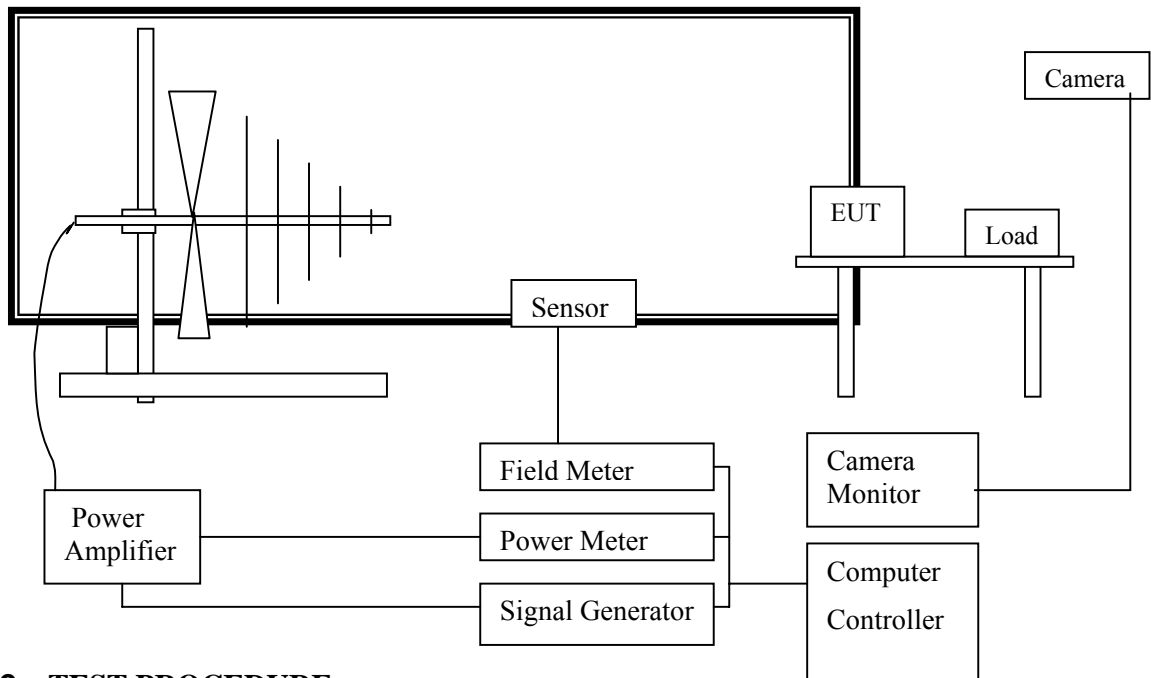 Camera
EUT
Load
Sensor
Field Meter
Camera
Monitor
Power
Amplifier
Power Meter
Computer
Controller
Signal Generator
TEST PROCEDURE